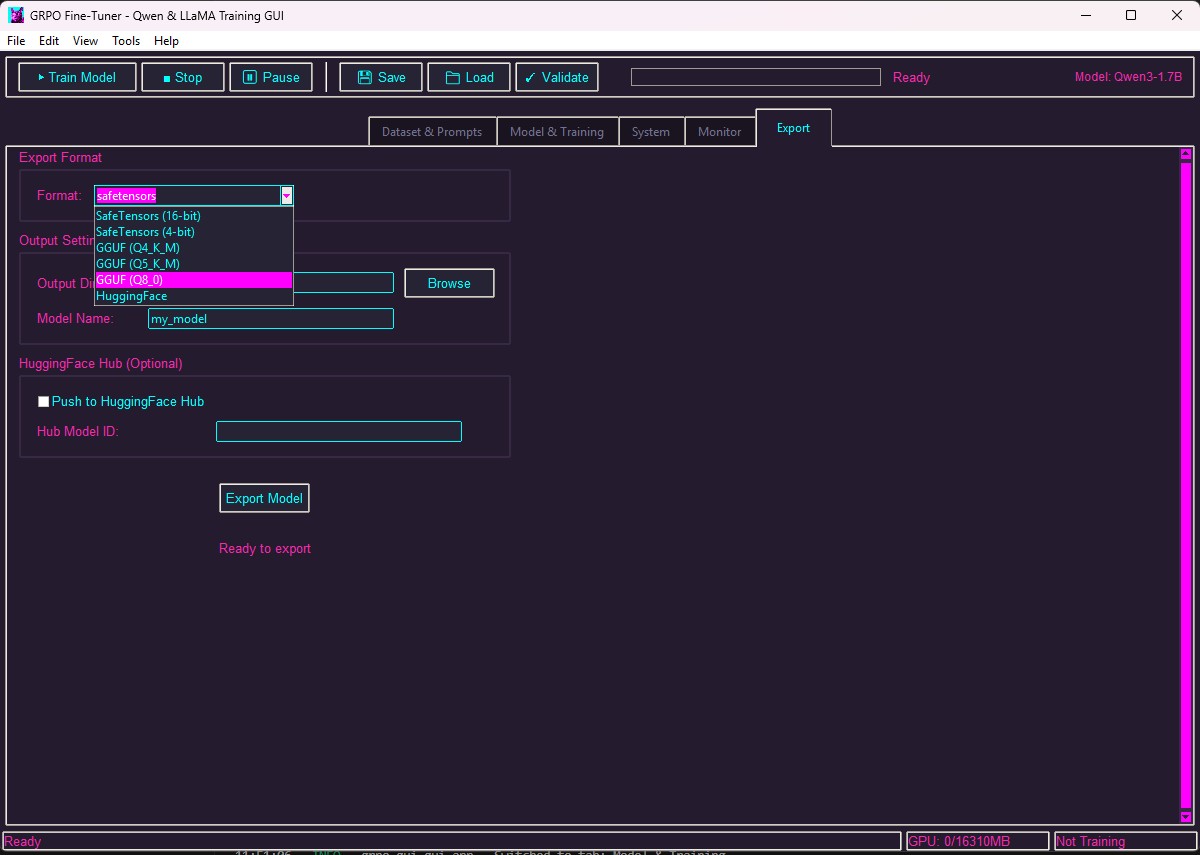 GRPO Fine-Tuner - Qwen & LLaMA Training GUI
File Edit View Tools Help
Train Model Stop Pause Save Load Validate Ready Model: Qwen3-1.7B
Dataset & Prompts Model & Training System Monitor Export
Export Format
Format: safetensors
SafeTensors (16-bit)
SafeTensors (4-bit)
GGUF (Q4_K_M)
Output Settin
GGUF (Q5_K_M)
GGUF (Q8_0)
Output Di Browse
HuggingFace
Model Name: my_model
HuggingFace Hub (Optional)
Push to HuggingFace Hub
Hub Model ID:
Export Model
Ready to export
Ready GPU: 0/16310MB Not Training